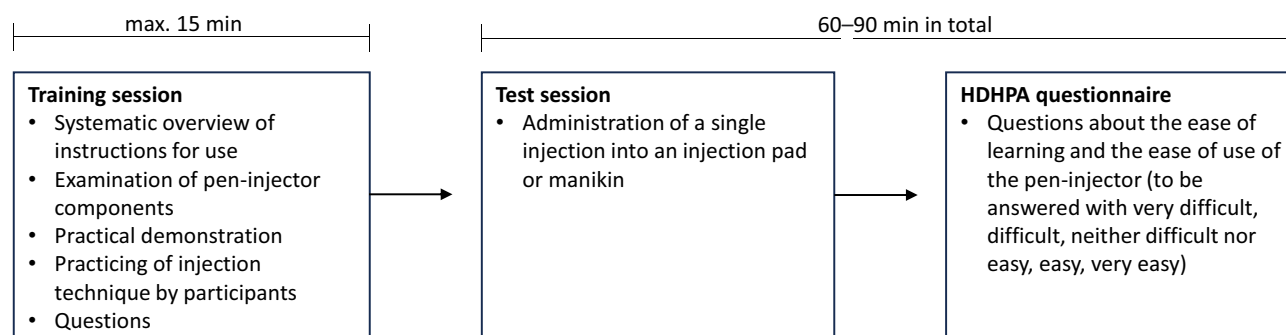 max. 15 min
60–90 min in total
Training session
• Systematic overview of
instructions for use
• Examination of pen-injector
components
• Practical demonstration
• Practicing of injection
technique by participants
• Questions
Test session
• Administration of a single
injection into an injection pad
or manikin
HDHPA questionnaire
• Questions about the ease of
learning and the ease of use of
the pen-injector (to be
answered with very difficult,
difficult, neither difficult nor
easy, easy, very easy)